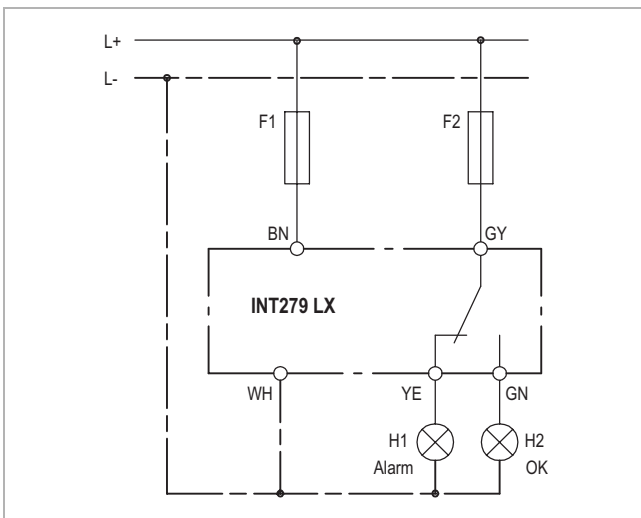 L+
L-
F1
F2
BN
GY
INT279 LX
WH
YE
GN
H1
H2
Alarm
OK